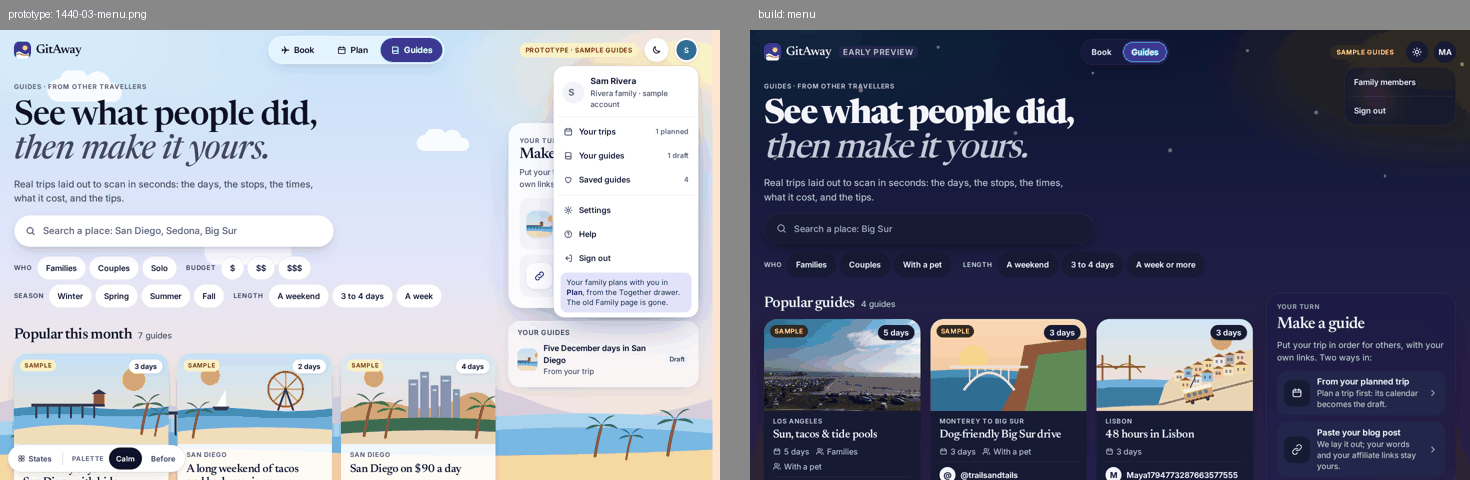 prototype: 1440-03-menu.png
GitAway
Book
Plan
Guides
PROTOTYPE · SAMPLE GUIDES
S
GUIDES · FROM OTHER TRAVELLERS
See what people did,
then make it yours.
Real trips laid out to scan in seconds: the days, the stops, the times,
what it cost, and the tips.
Search a place: San Diego, Sedona, Big Sur
WHO Families Couples Solo BUDGET $ $$ $$$
SEASON Winter Spring Summer Fall LENGTH A weekend 3 to 4 days A week
Popular this month 7 guides
SAMPLE 3 days
SAMPLE 2 days
SAMPLE 4 days
SAN DIEGO
A long weekend of tacos
SAN DIEGO
San Diego on $90 a day
States PALETTE Calm Before
S
Sam Rivera
Rivera family · sample
account
Your trips 1 planned
Your guides 1 draft
Saved guides 4
Settings
Help
Sign out
Your family plans with you in
Plan, from the Together drawer.
The old Family page is gone.
Make
Put your
own links
YOUR GUIDES
Five December days in San
Diego
From your trip
Draft
build: menu
GitAway EARLY PREVIEW
Book
Guides
SAMPLE GUIDES
MA
Family members
Sign out
GUIDES · FROM OTHER TRAVELLERS
See what people did,
then make it yours.
Real trips laid out to scan in seconds: the days, the stops, the times,
what it cost, and the tips.
Search a place: Big Sur
WHO Families Couples With a pet LENGTH A weekend 3 to 4 days A week or more
Popular guides 4 guides
SAMPLE 5 days
LOS ANGELES
Sun, tacos & tide pools
5 days Families
With a pet
SAMPLE 3 days
MONTEREY TO BIG SUR
Dog-friendly Big Sur drive
3 days With a pet
@ @trailsandtails
3 days
LISBON
48 hours in Lisbon
3 days
M Maya1794773287663577555
YOUR TURN
Make a guide
Put your trip in order for others, with your
own links. Two ways in:
From your planned trip
Plan a trip first: its calendar
becomes the draft.
Paste your blog post
We lay it out; your words
and your affiliate links stay
yours.